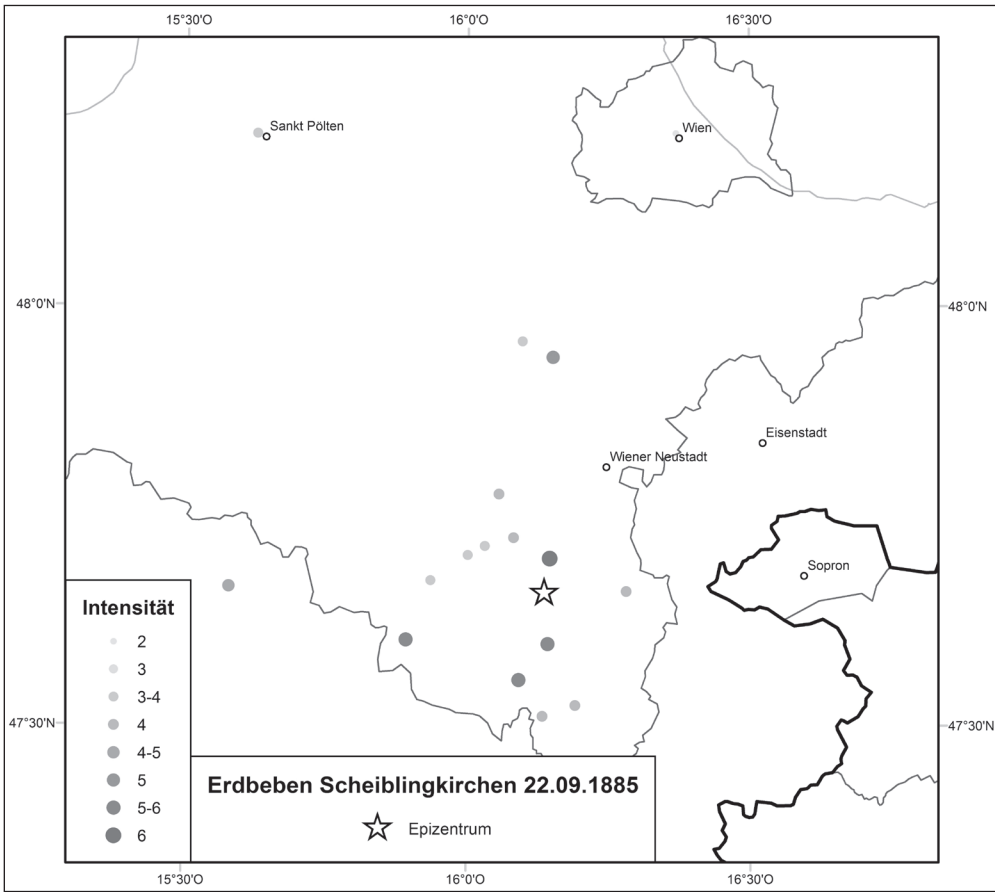 15°30'O 16°0'O 16°30'O
Sankt Pölten
Wien
48°0'N 48°0'N
Eisenstadt
Wiener Neustadt
Sopron
Intensität
2
3
3-4
4
4-5
5
5-6
6
47°30'N 47°30'N
Erdbeben Scheiblingkirchen 22.09.1885
Epizentrum
15°30'O 16°0'O 16°30'O